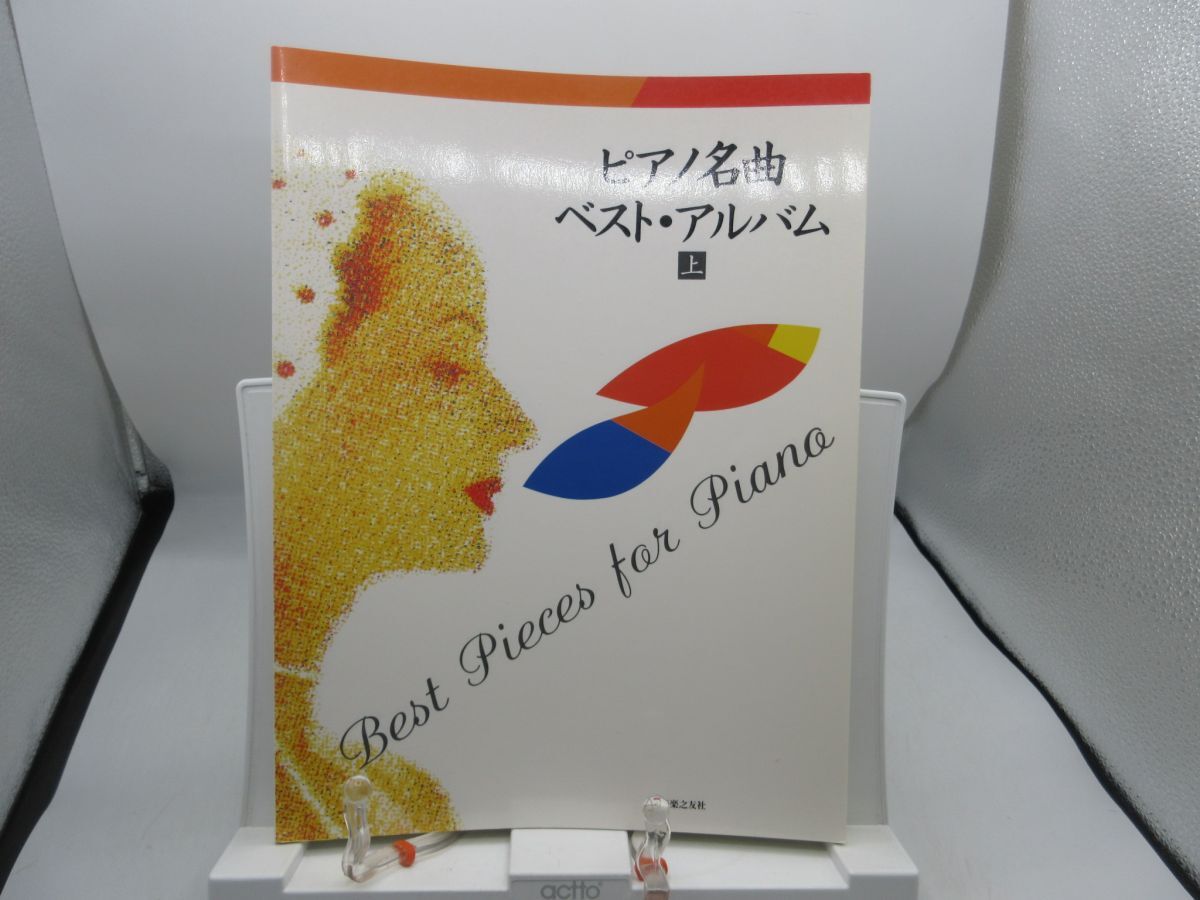 ピアノ名曲
ベスト・アルバム
上
Best Pieces for Piano
楽之友社
actto